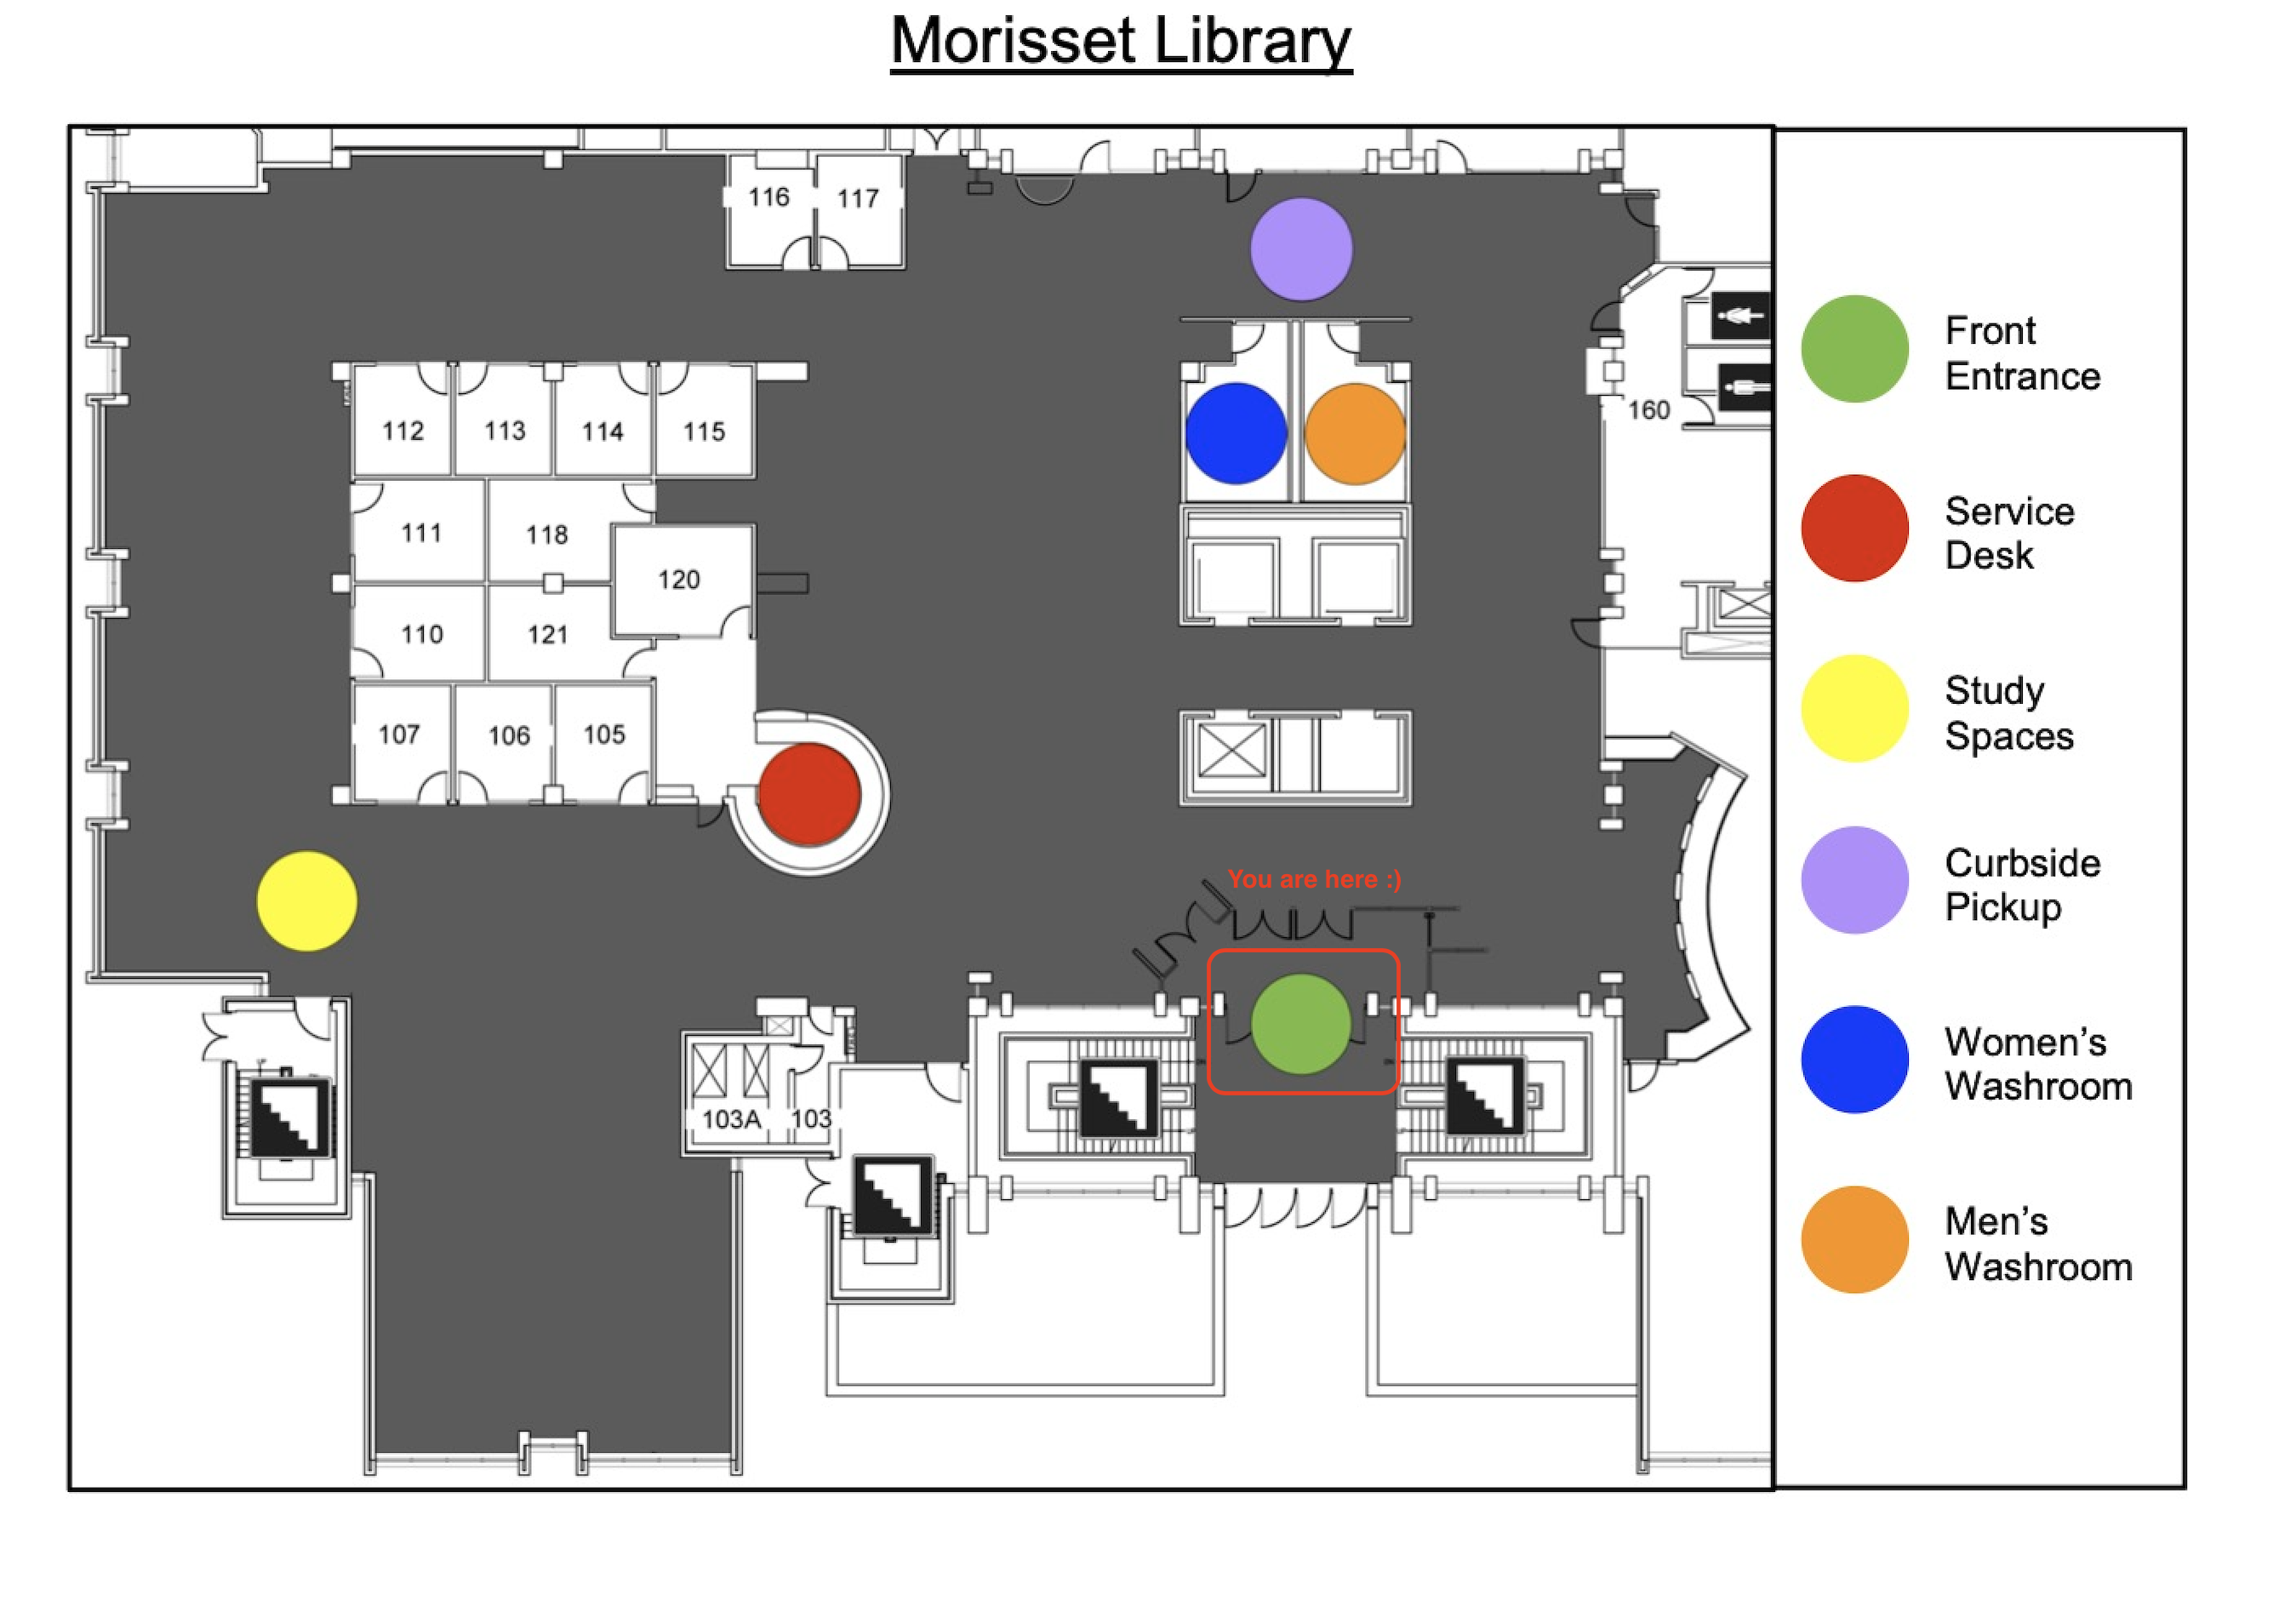 Morisset Library
116
117
112
113
114
115
160
111
118
120
110
121
107
106
105
You are here :)
103A
103
Front
Entrance
Service
Desk
Study
Spaces
Curbside
Pickup
Women’s
Washroom
Men’s
Washroom